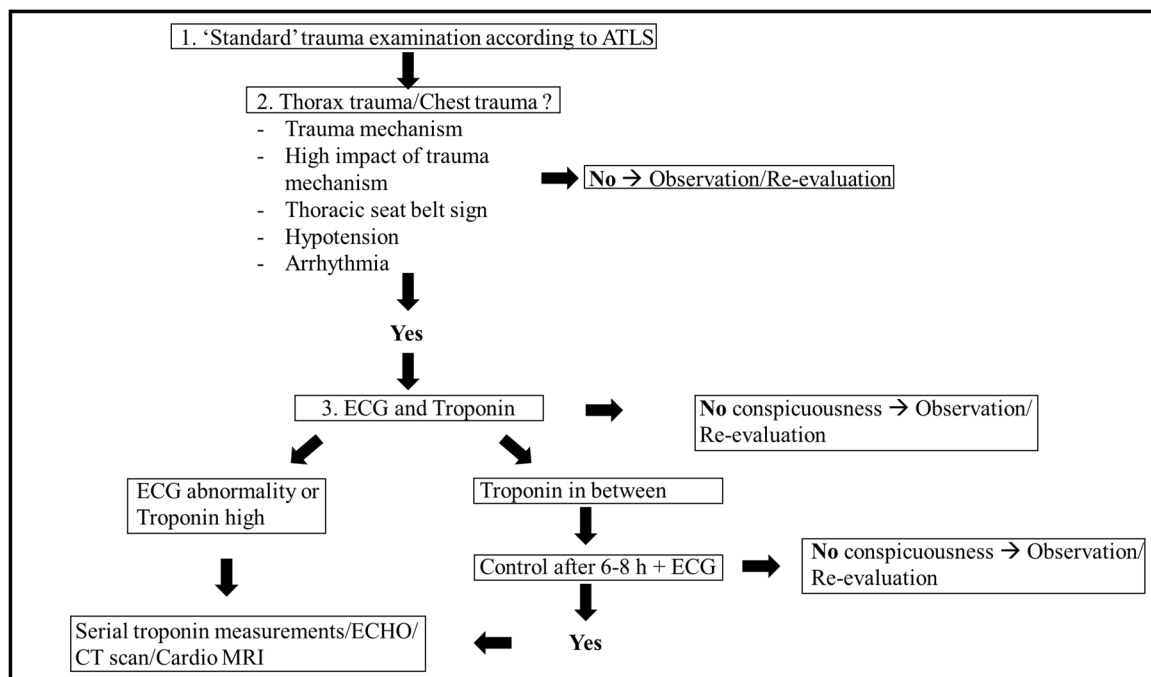 1. ‘Standard’ trauma examination according to ATLS
2. Thorax trauma/Chest trauma ?
- Trauma mechanism
- High impact of trauma
mechanism
- Thoracic seat belt sign
- Hypotension
- Arrhythmia
No → Observation/Re-evaluation
Yes
3. ECG and Troponin
No conspicuousness → Observation/
Re-evaluation
ECG abnormality or
Troponin high
Troponin in between
Control after 6-8 h + ECG
No conspicuousness → Observation/
Re-evaluation
Yes
Serial troponin measurements/ECHO/
CT scan/Cardio MRI